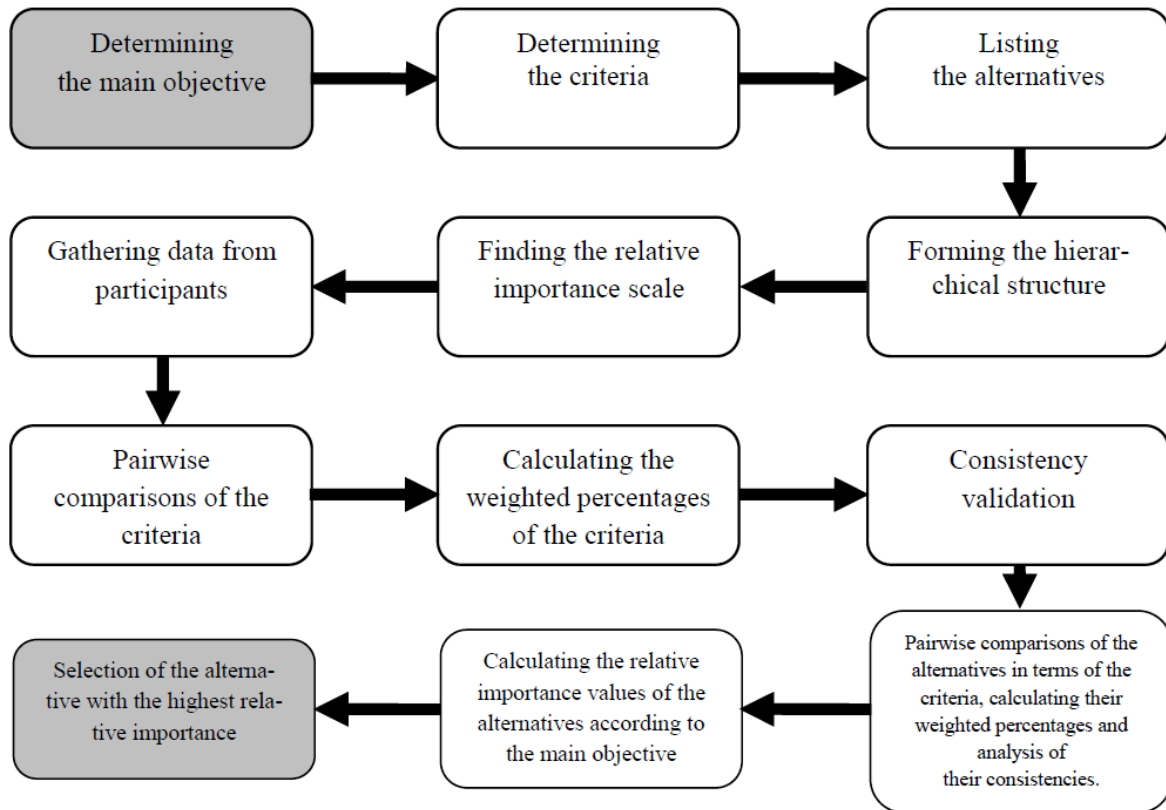 Determining
the main objective
Determining
the criteria
Listing
the alternatives
Forming the hierar-
chical structure
Finding the relative
importance scale
Gathering data from
participants
Pairwise
comparisons of the
criteria
Calculating the
weighted percentages
of the criteria
Consistency
validation
Pairwise comparisons of the
alternatives in terms of the
criteria, calculating their
weighted percentages and
analysis of
their consistencies.
Calculating the relative
importance values of the
alternatives according to
the main objective
Selection of the alterna-
tive with the highest rela-
tive importance